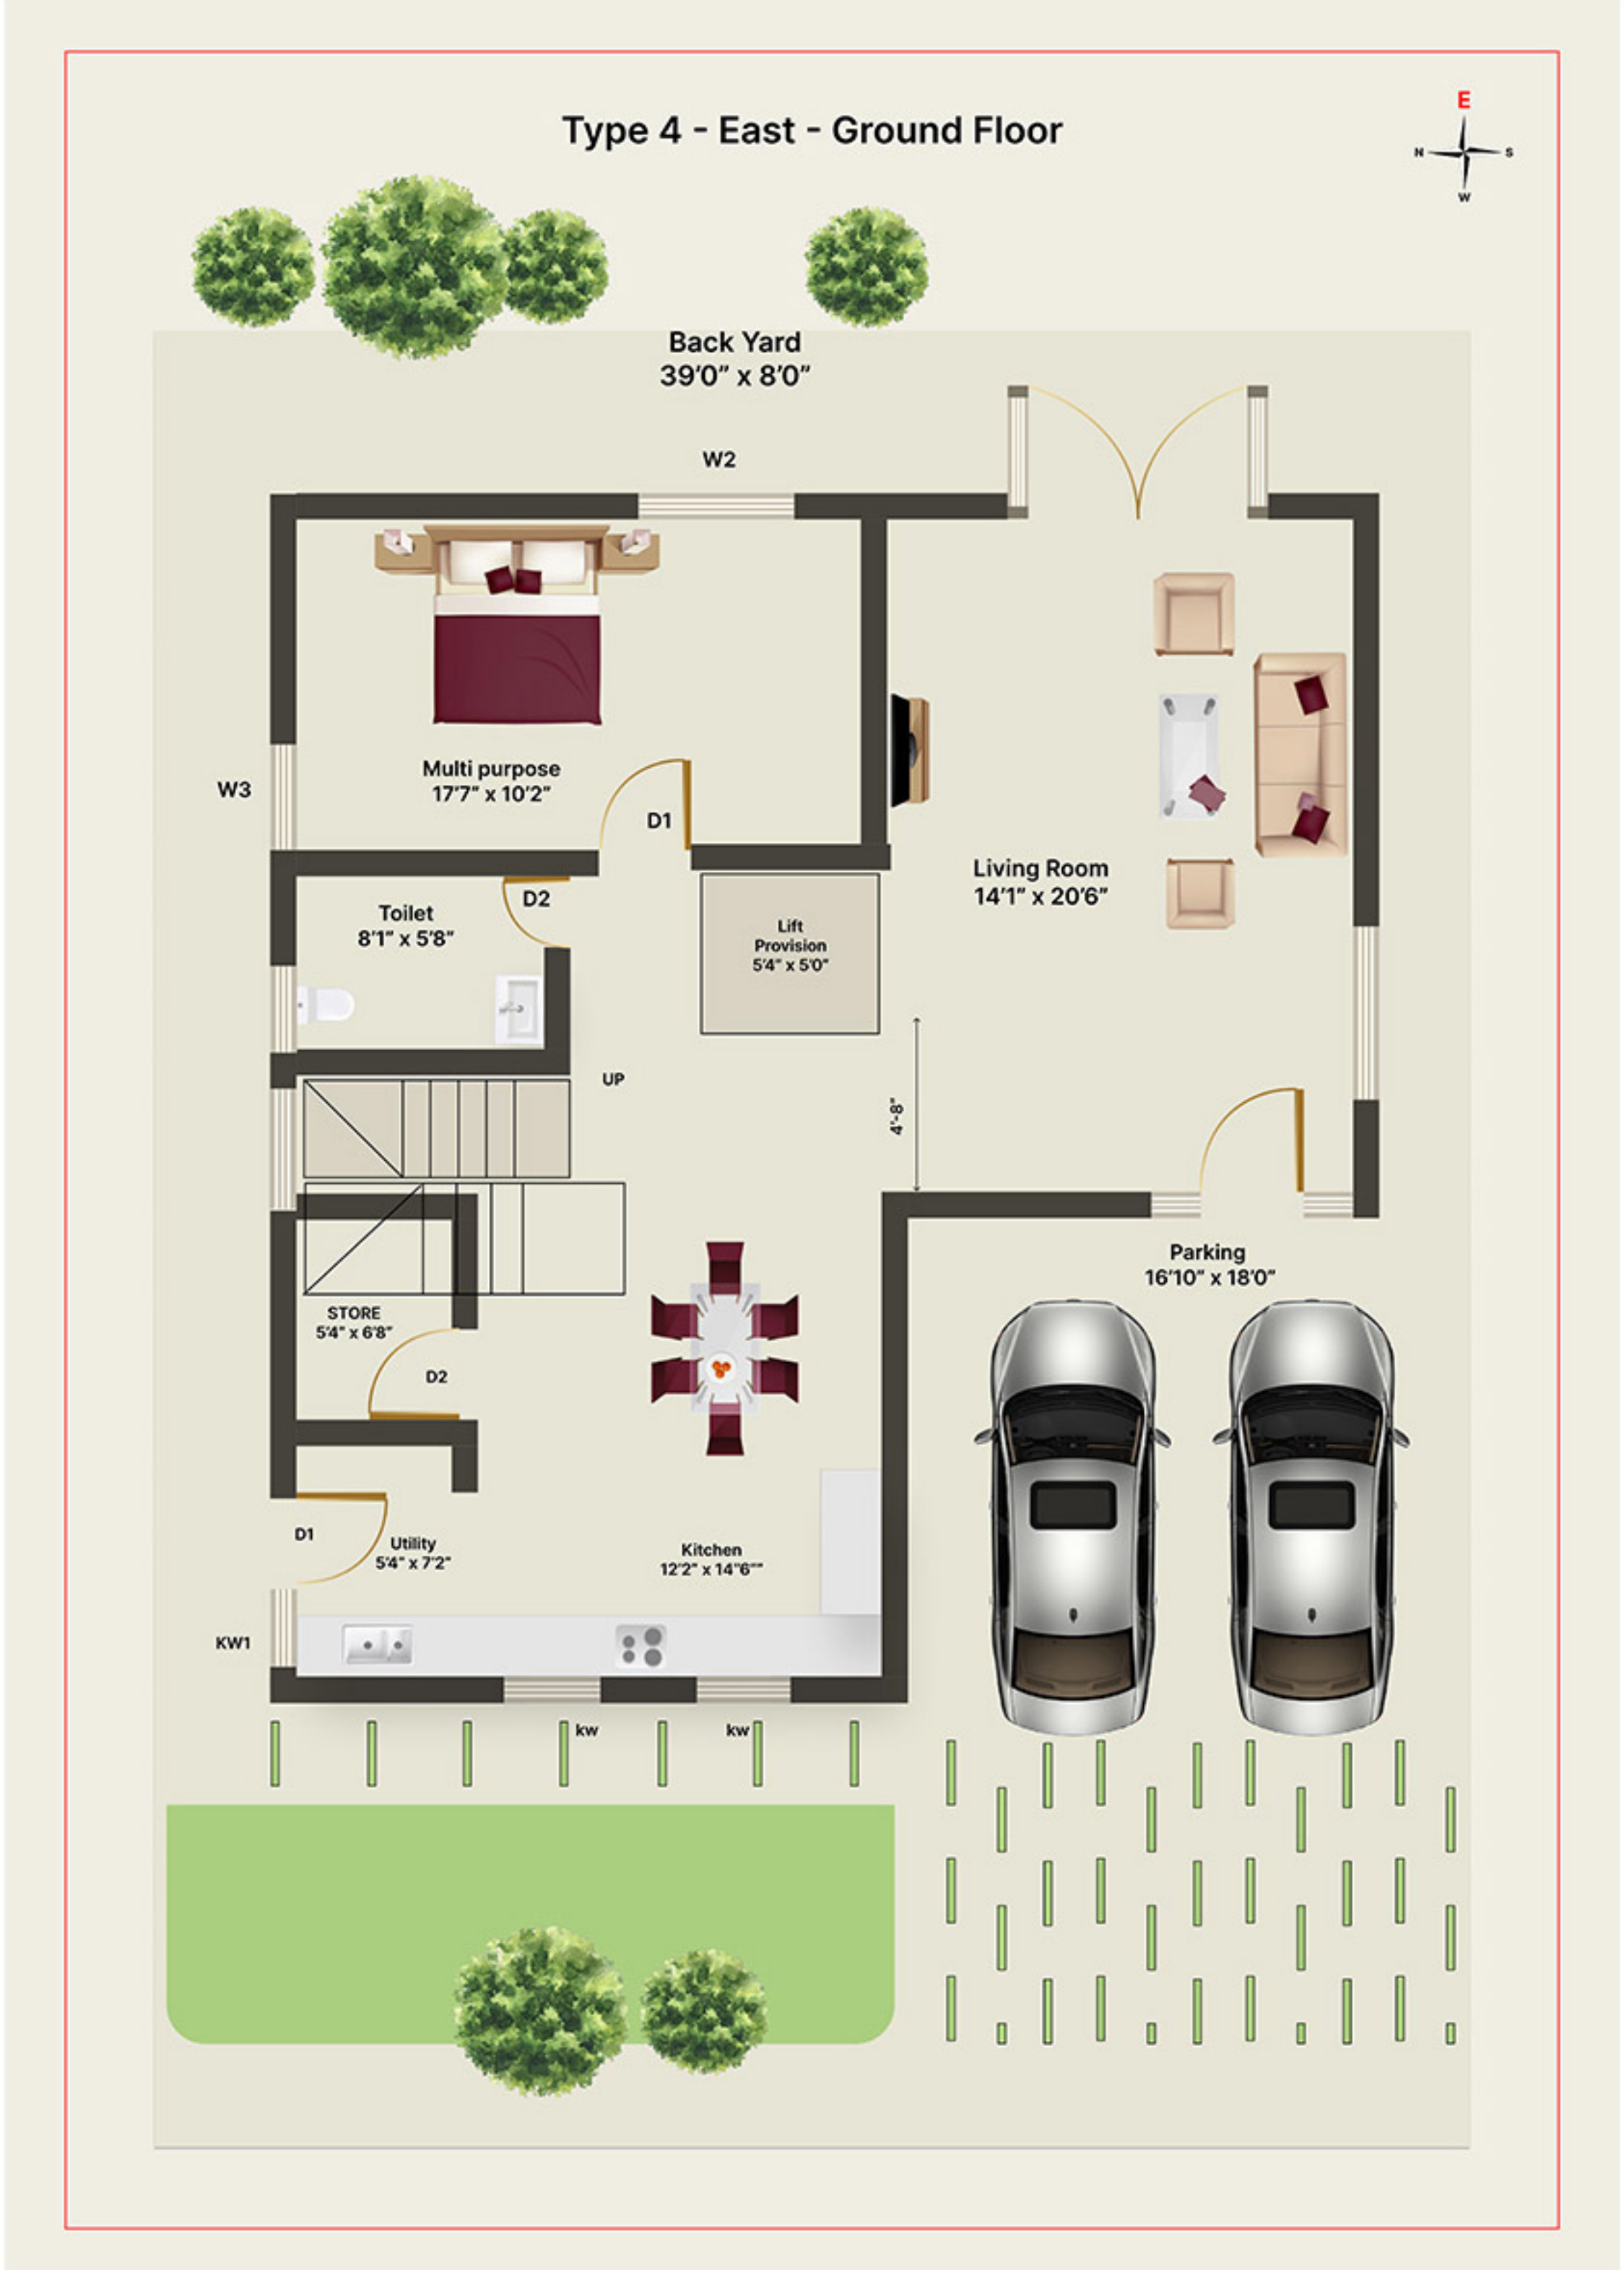 Type 4 - East - Ground Floor
E
N
S
W
Back Yard
39'0" x 8'0"
W2
Multi purpose
17'7" x 10'2"
W3
D1
Living Room
14'1" x 20'6"
D2
Toilet
8'1" x 5'8"
Lift
Provision
5'4" x 5'0"
UP
4'-8"
Parking
16'10" x 18'0"
STORE
5'4" x 6'8"
D2
D1
Utility
5'4" x 7'2"
Kitchen
12'2" x 14"6""
KW1
kw
kw